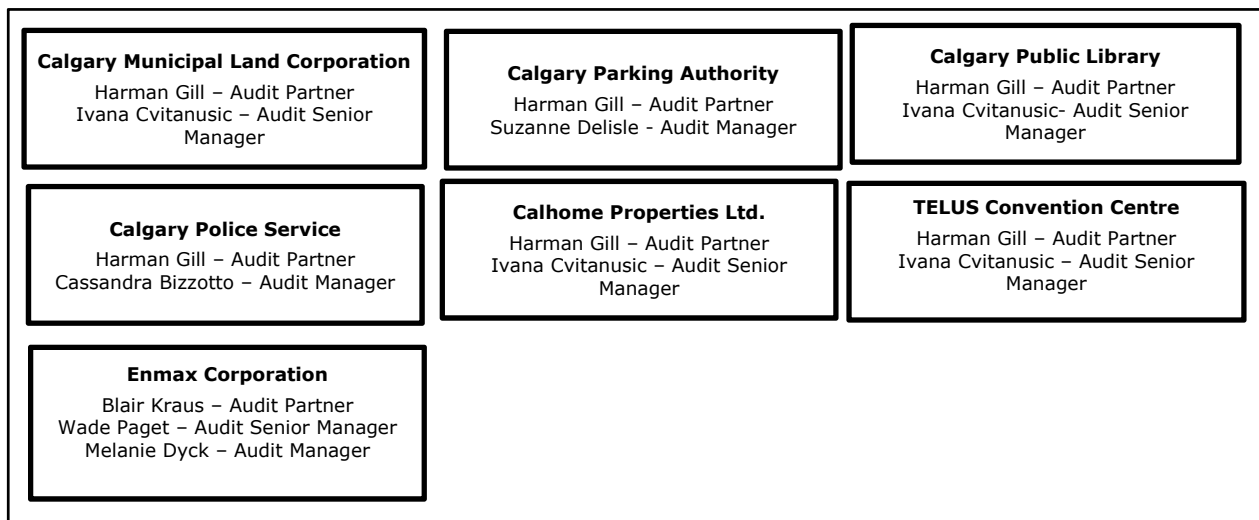 Calgary Municipal Land Corporation
Harman Gill – Audit Partner
Ivana Cvitanusic – Audit Senior
Manager
Calgary Parking Authority
Harman Gill – Audit Partner
Suzanne Delisle - Audit Manager
Calgary Public Library
Harman Gill – Audit Partner
Ivana Cvitanusic- Audit Senior
Manager
Calgary Police Service
Harman Gill – Audit Partner
Cassandra Bizzotto – Audit Manager
Calhome Properties Ltd.
Harman Gill – Audit Partner
Ivana Cvitanusic – Audit Senior
Manager
TELUS Convention Centre
Harman Gill – Audit Partner
Ivana Cvitanusic – Audit Senior
Manager
Enmax Corporation
Blair Kraus – Audit Partner
Wade Paget – Audit Senior Manager
Melanie Dyck – Audit Manager